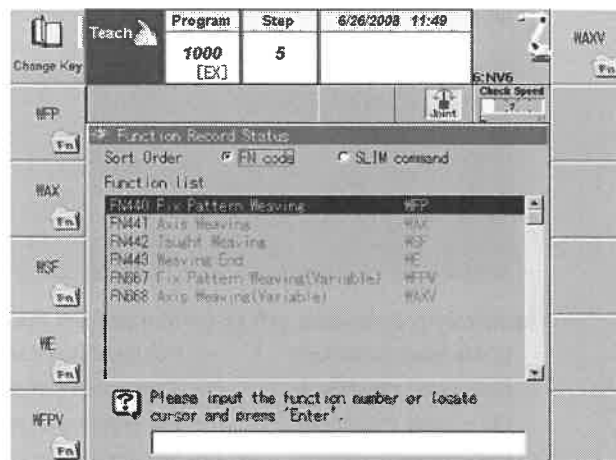 Teach Program Step 6/26/2008 11:49
1000 5
[EX]
Change Key
6:NV6
WAXV
Fn
Joint Check Speed
WFP
Fn
WAX
Fn
WSF
Fn
WE
Fn
WFPV
Fn
Function Record Status
Sort Order FN code SLIM command
Function list
FN440 Fix Pattern Weaving WFP
FN441 Axis Weaving WAX
FN442 Taught Weaving WSF
FN443 Weaving End WE
FN667 Fix Pattern Weaving(Variable) WFPV
FN668 Axis Weaving(Variable) WAXV
Please input the function number or locate
cursor and press 'Enter'.